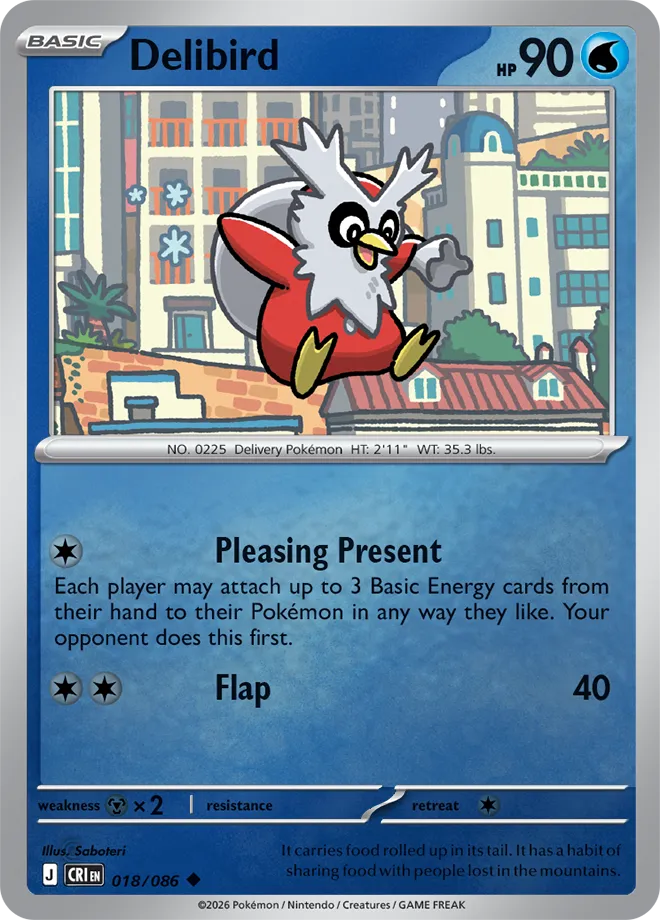 BASIC
Delibird
HP 90
NO. 0225 Delivery Pokémon HT: 2'11" WT: 35.3 lbs.
Pleasing Present
Each player may attach up to 3 Basic Energy cards from
their hand to their Pokémon in any way they like. Your
opponent does this first.
Flap 40
weakness ×2 resistance retreat
Illus. Saboteri
It carries food rolled up in its tail. It has a habit of
sharing food with people lost in the mountains.
J CRI EN 018/086
©2026 Pokémon / Nintendo / Creatures / GAME FREAK